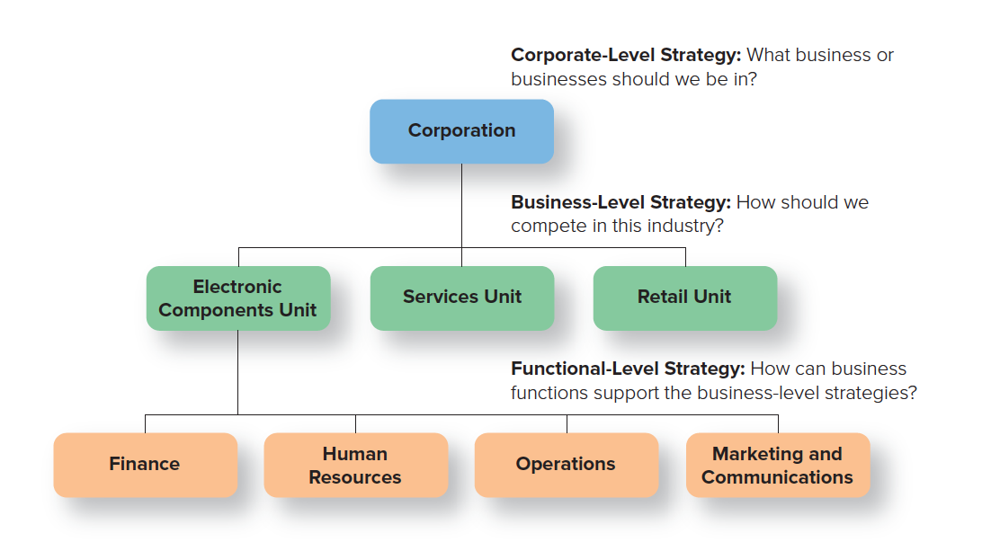 Corporate-Level Strategy: What business or
businesses should we be in?
Corporation
Business-Level Strategy: How should we
compete in this industry?
Electronic
Components Unit
Services Unit
Retail Unit
Functional-Level Strategy: How can business
functions support the business-level strategies?
Finance
Human
Resources
Operations
Marketing and
Communications